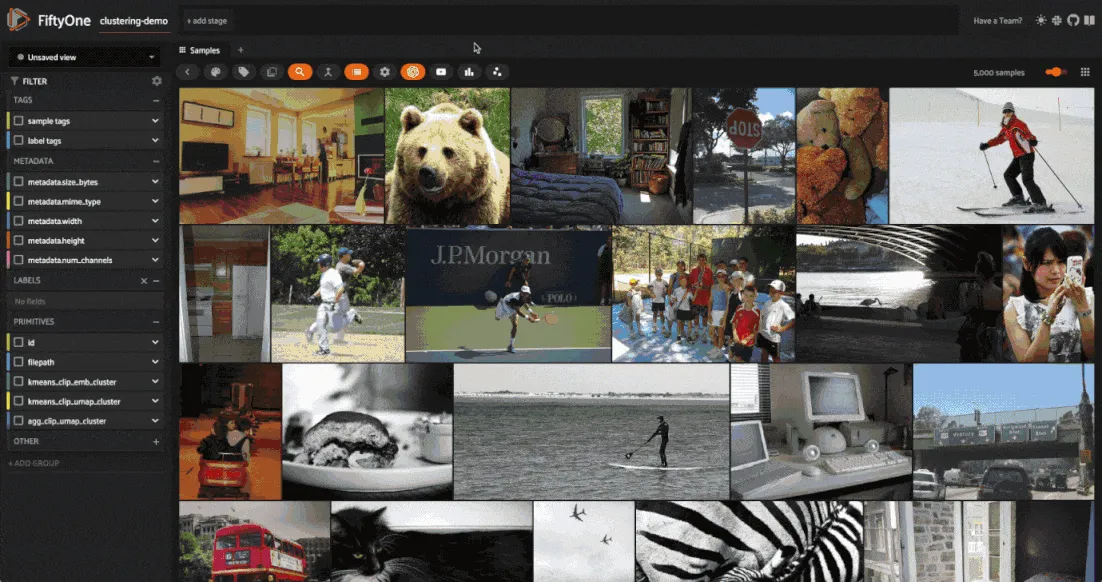 FiftyOne
clustering-demo
+ add stage
Have a Team?
Unsaved view
Samples
+
5,000 samples
FILTER
TAGS
sample tags
label tags
METADATA
metadata.size_bytes
metadata.mime_type
metadata.width
metadata.height
metadata.num_channels
LABELS
No fields
PRIMITIVES
id
filepath
kmeans_clip_emb_cluster
kmeans_clip_umap_cluster
agg_clip_umap_cluster
OTHER
+ ADD GROUP
STOP
J.P.Morgan
POLO